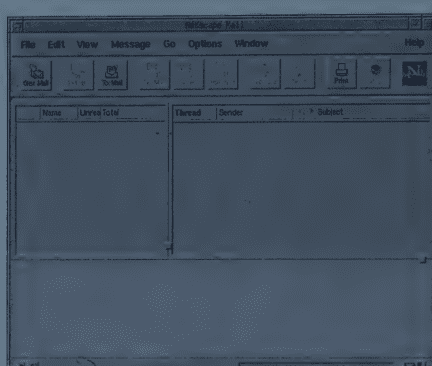 Netscape Mail
File Edit View Message Go Options Window Help
Get Mail To: Mail Print N
Name Unrea Total Thread Sender Subject